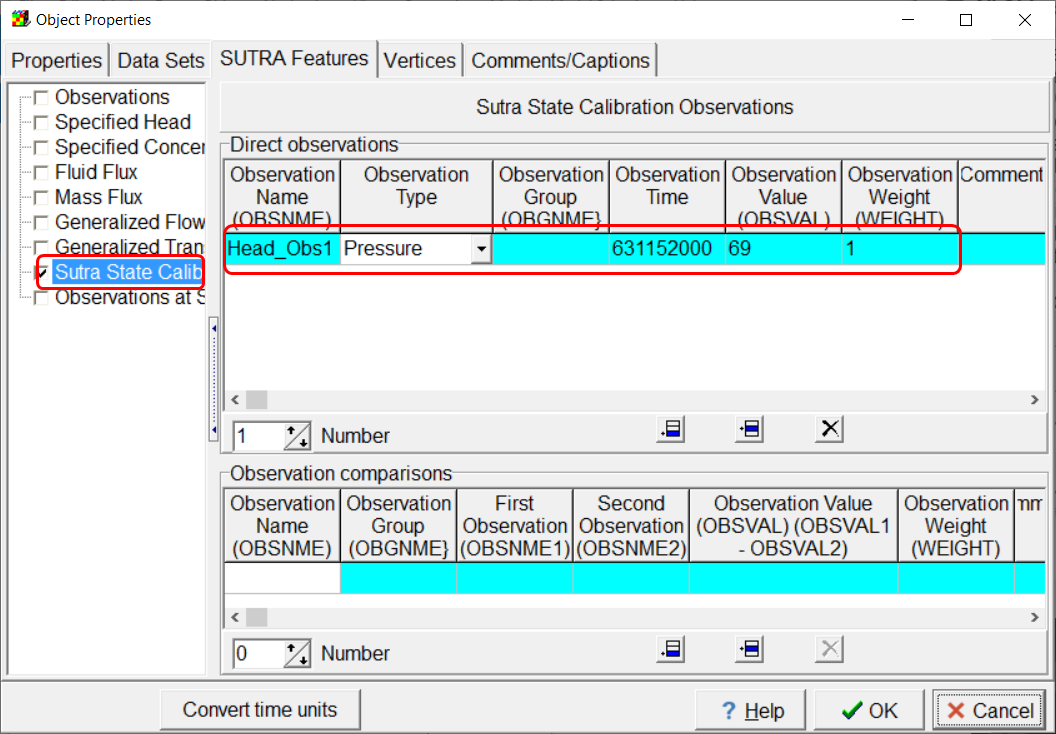 Object Properties
Properties Data Sets SUTRA Features Vertices Comments/Captions
Observations
Specified Head
Specified Concer
Fluid Flux
Mass Flux
Generalized Flow
Generalized Tran
Sutra State Calib
Observations at S
Sutra State Calibration Observations
Direct observations
Observation Name (OBSNME) Observation Type Observation Group (OBGNME} Observation Time Observation Value (OBSVAL) Observation Weight (WEIGHT) Comment
Head_Obs1 Pressure 631152000 69 1
1 Number
Observation comparisons
Observation Name (OBSNME) Observation Group (OBGNME} First Observation (OBSNME1) Second Observation (OBSNME2) Observation Value (OBSVAL) (OBSVAL1 - OBSVAL2) Observation Weight (WEIGHT) mm
0 Number
Convert time units ? Help OK Cancel